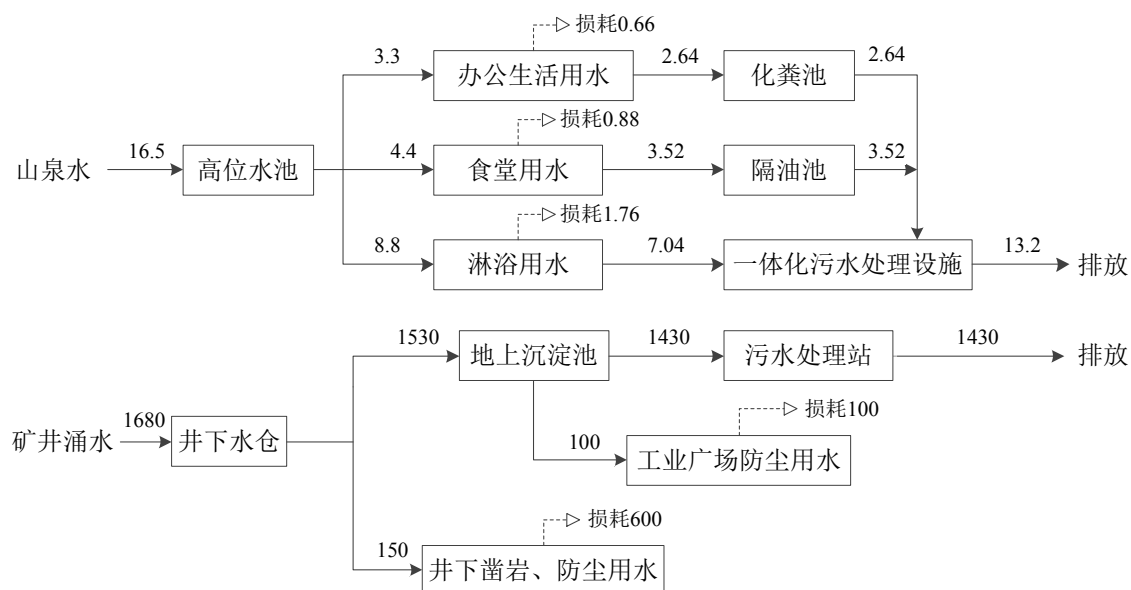 损耗0.66
3.3
办公生活用水
2.64
化粪池
2.64
损耗0.88
山泉水
16.5
高位水池
4.4
食堂用水
3.52
隔油池
3.52
损耗1.76
8.8
淋浴用水
7.04
一体化污水处理设施
13.2
排放
1530
地上沉淀池
1430
污水处理站
1430
排放
损耗100
矿井涌水
1680
井下水仓
100
工业广场防尘用水
损耗600
150
井下凿岩、防尘用水